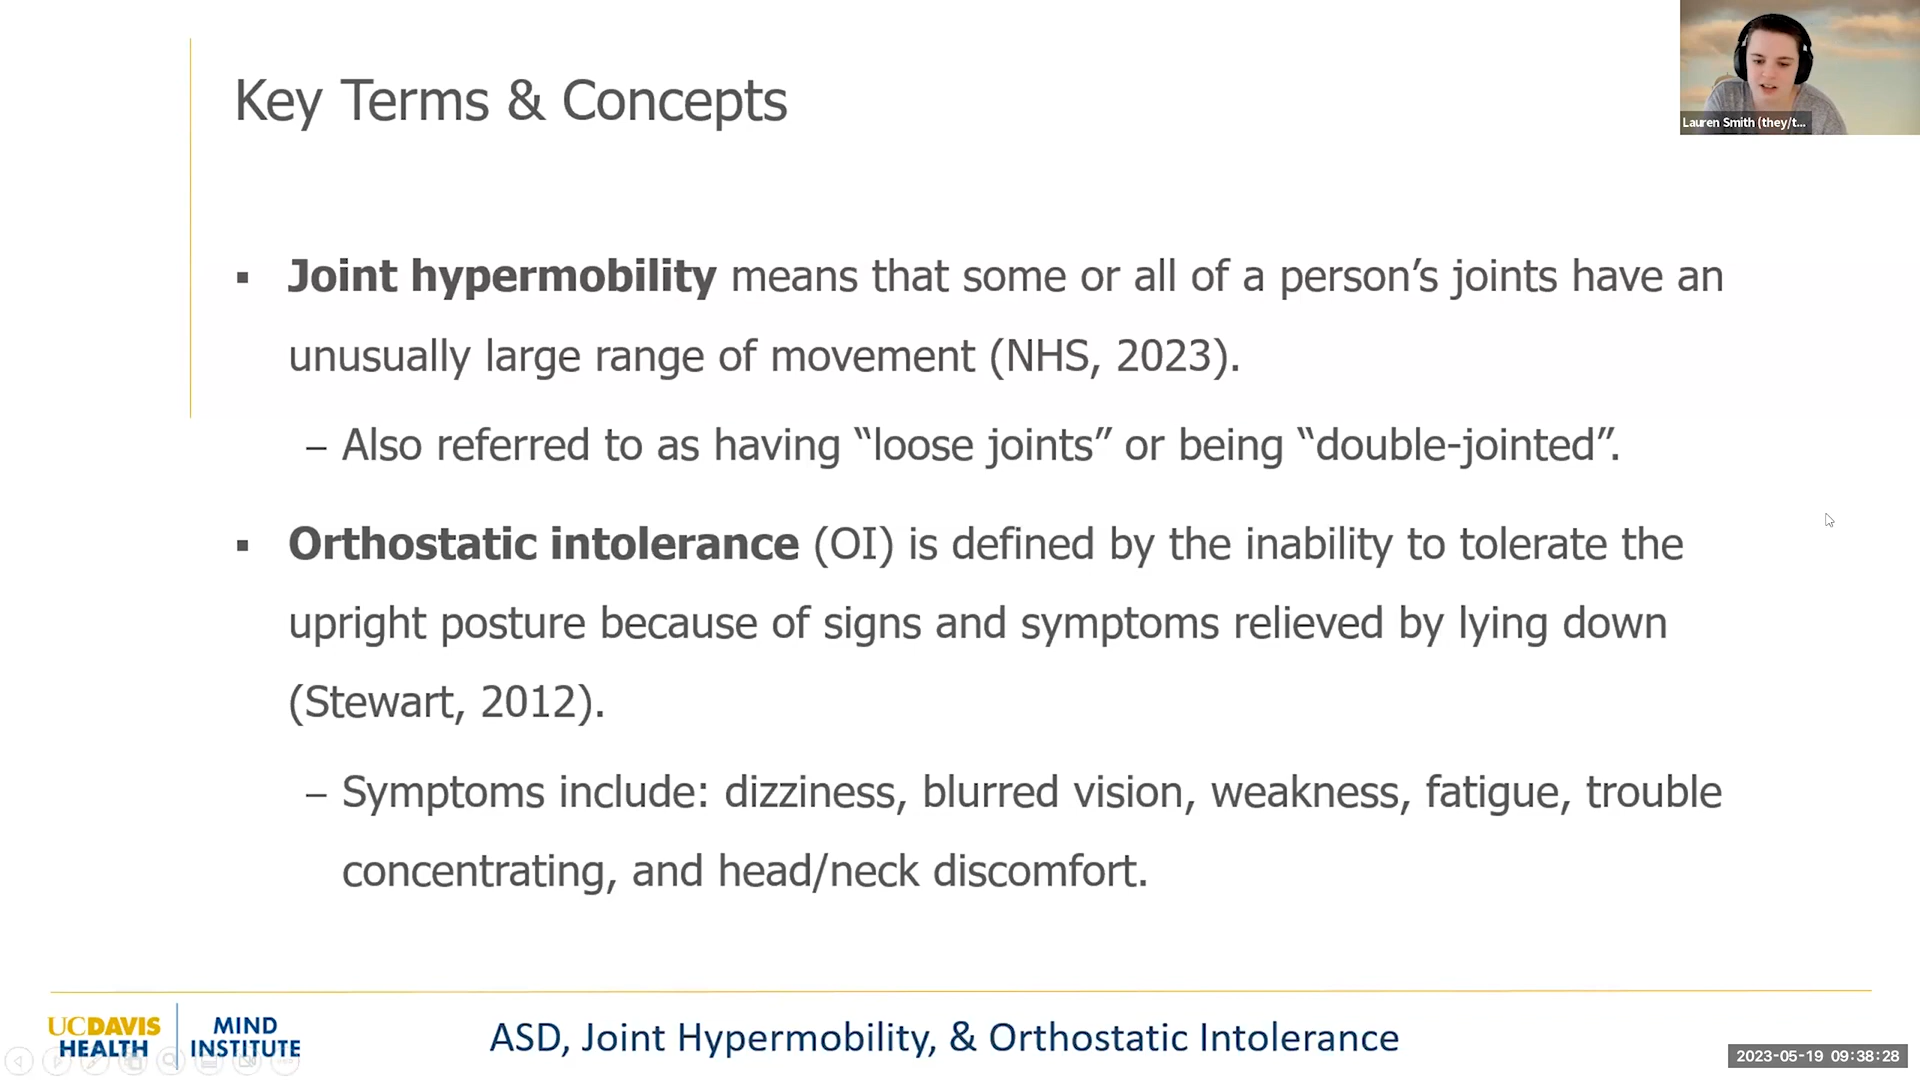 Key Terms & Concepts
Lauren Smith (they/t...
▪ Joint hypermobility means that some or all of a person’s joints have an
unusually large range of movement (NHS, 2023).
– Also referred to as having “loose joints” or being “double-jointed”.
▪ Orthostatic intolerance (OI) is defined by the inability to tolerate the
upright posture because of signs and symptoms relieved by lying down
(Stewart, 2012).
– Symptoms include: dizziness, blurred vision, weakness, fatigue, trouble
concentrating, and head/neck discomfort.
UCDAVIS
HEALTH
MIND
INSTITUTE
ASD, Joint Hypermobility, & Orthostatic Intolerance
2023-05-19 09:38:28